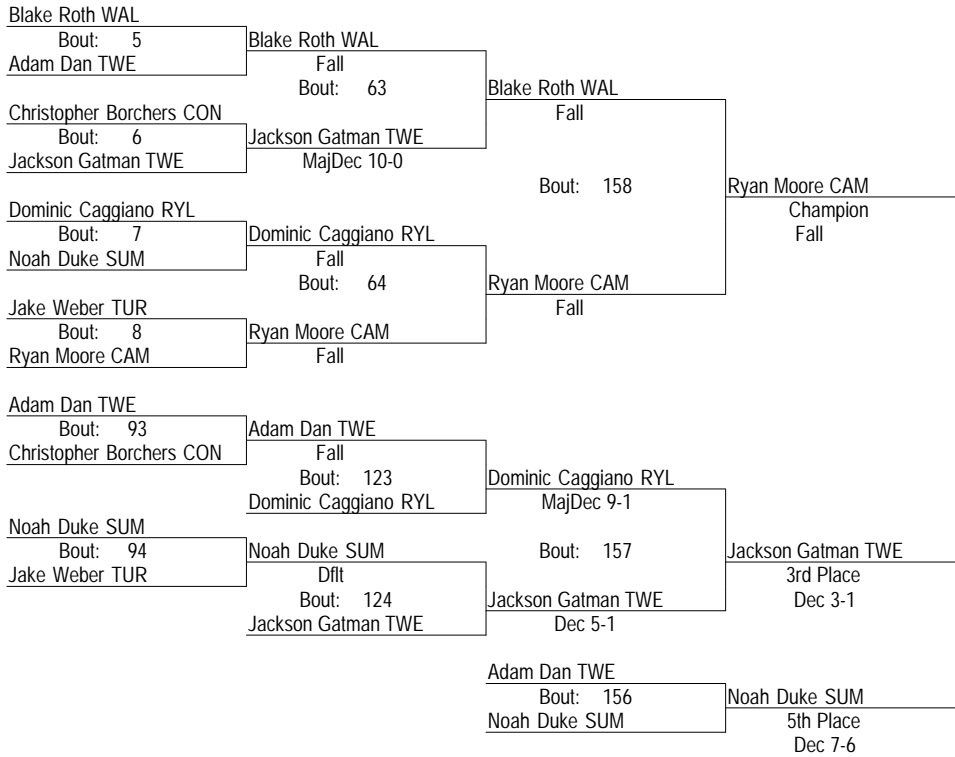 Blake Roth WAL
Bout: 5
Adam Dan TWE
Blake Roth WAL
Fall
Bout: 63
Christopher Borchers CON
Bout: 6
Jackson Gatman TWE
Jackson Gatman TWE
MajDec 10-0
Blake Roth WAL
Fall
Bout: 158
Dominic Caggiano RYL
Bout: 7
Noah Duke SUM
Dominic Caggiano RYL
Fall
Bout: 64
Jake Weber TUR
Bout: 8
Ryan Moore CAM
Ryan Moore CAM
Fall
Ryan Moore CAM
Fall
Ryan Moore CAM
Champion
Fall
Adam Dan TWE
Bout: 93
Christopher Borchers CON
Adam Dan TWE
Fall
Bout: 123
Dominic Caggiano RYL
Dominic Caggiano RYL
MajDec 9-1
Bout: 157
Noah Duke SUM
Bout: 94
Jake Weber TUR
Noah Duke SUM
Dflt
Bout: 124
Jackson Gatman TWE
Jackson Gatman TWE
Dec 5-1
Jackson Gatman TWE
3rd Place
Dec 3-1
Adam Dan TWE
Bout: 156
Noah Duke SUM
Noah Duke SUM
5th Place
Dec 7-6